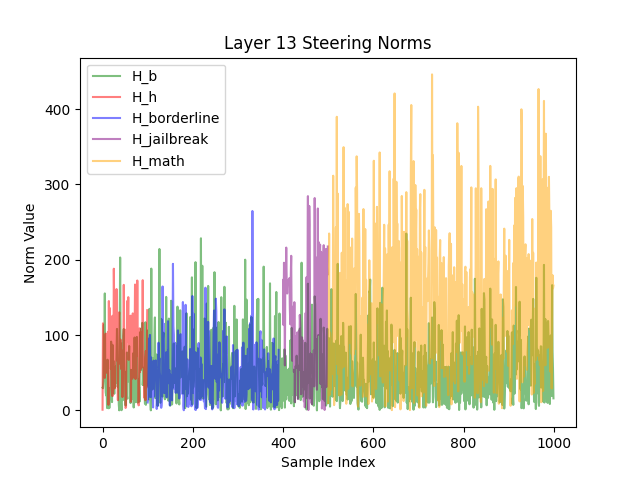 Layer 13 Steering Norms
H_b
H_h
H_borderline
H_jailbreak
H_math
Norm Value
400
300
200
100
0
0
200
400
600
800
1000
Sample Index